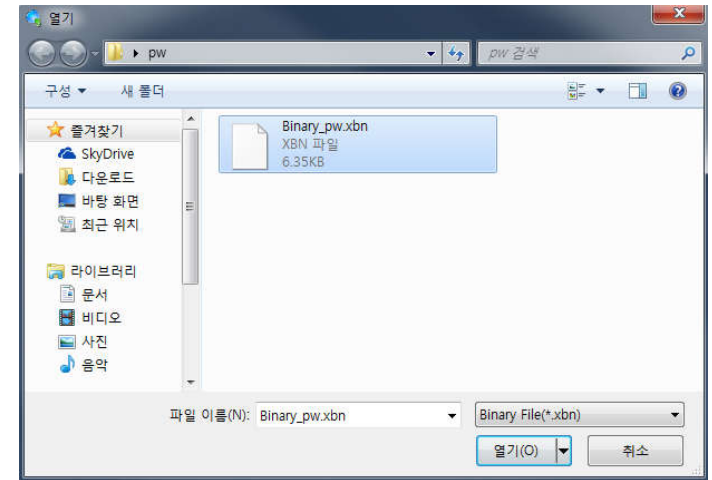 열기
pw
pw 검색
구성
새 폴더
즐겨찾기
SkyDrive
다운로드
바탕 화면
최근 위치
라이브러리
문서
비디오
사진
음악
Binary_pw.xbn
XBN 파일
6.35KB
파일 이름(N): Binary_pw.xbn
Binary File(*.xbn)
열기(O) 취소